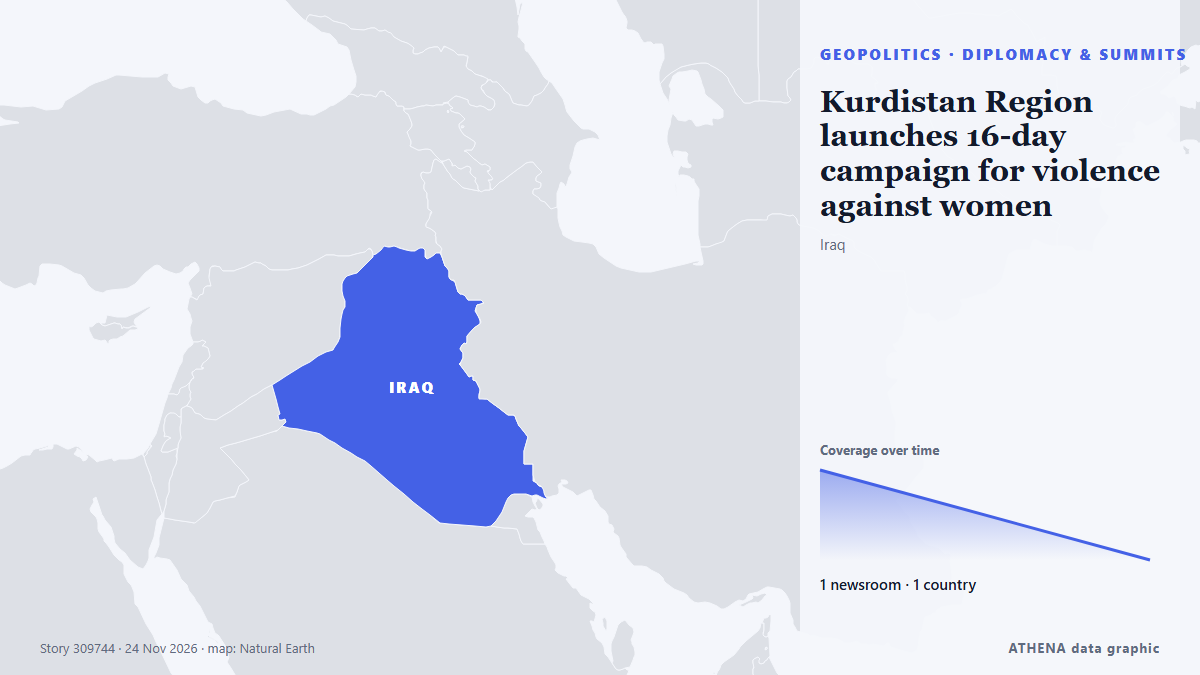 GEOPOLITICS · DIPLOMACY & SUMMITS
Kurdistan Region
launches 16-day
campaign for violence
against women
Iraq
IRAQ
Coverage over time
1 newsroom · 1 country
Story 309744 · 24 Nov 2026 · map: Natural Earth
ATHENA data graphic